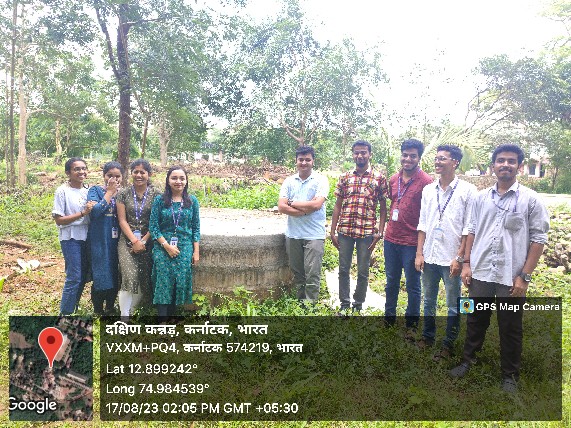 GPS Map Camera
दक्षिण कन्नड़, कर्नाटक, भारत
VXXM+PQ4, कर्नाटक 574219, भारत
Lat 12.899242°
Long 74.984539°
17/08/23 02:05 PM GMT +05:30
Google